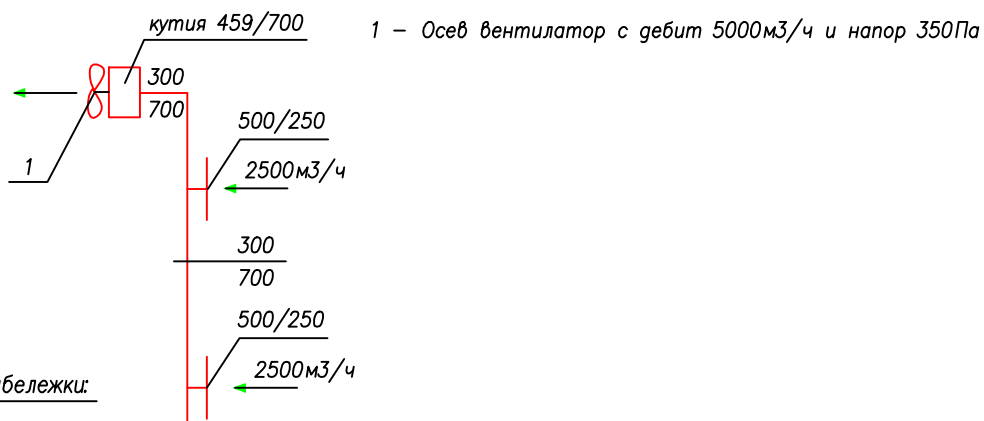 кутия 459/700
1 – Осев вентилатор с дебит 5000м3/ч и напор 350Па
300
700
500/250
1
2500м3/ч
300
700
500/250
2500м3/ч
бележки: